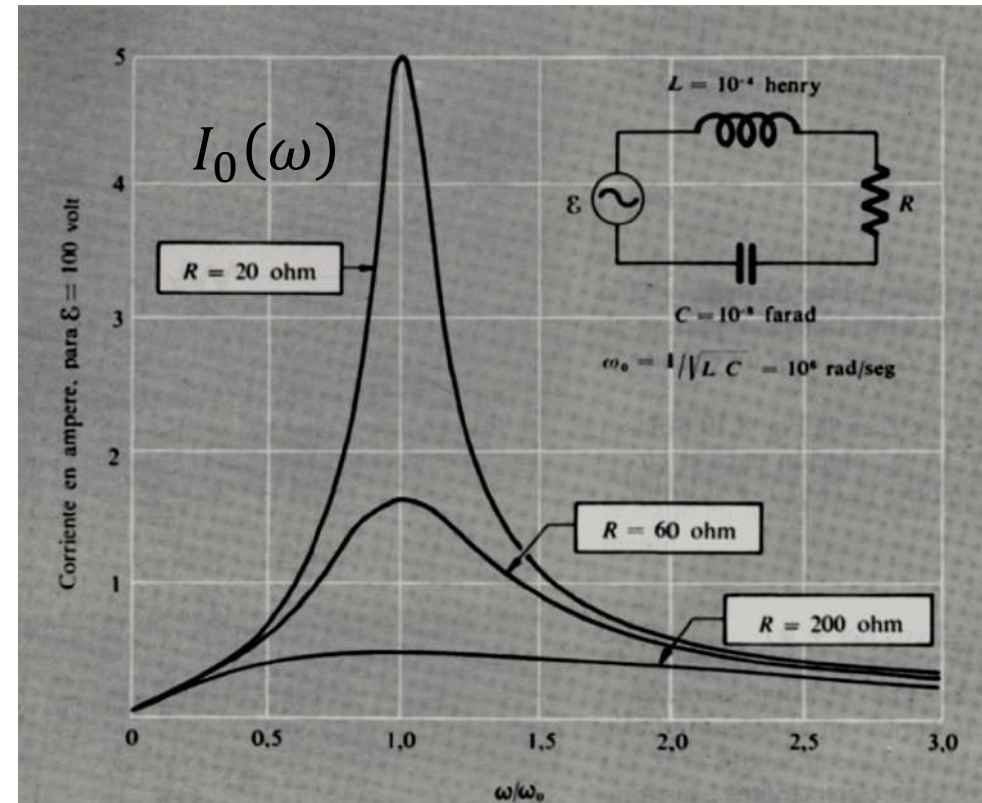 5
4
3
2
1
I₀(ω)
L = 10⁻⁴ henry
ε
R
C = 10⁻⁸ farad
ω₀ = 1/√L C = 10⁶ rad/seg
R = 20 ohm
R = 60 ohm
R = 200 ohm
Corriente en ampere, para ε = 100 volt
0
0,5
1,0
1,5
2,0
2,5
3,0
ω/ω₀